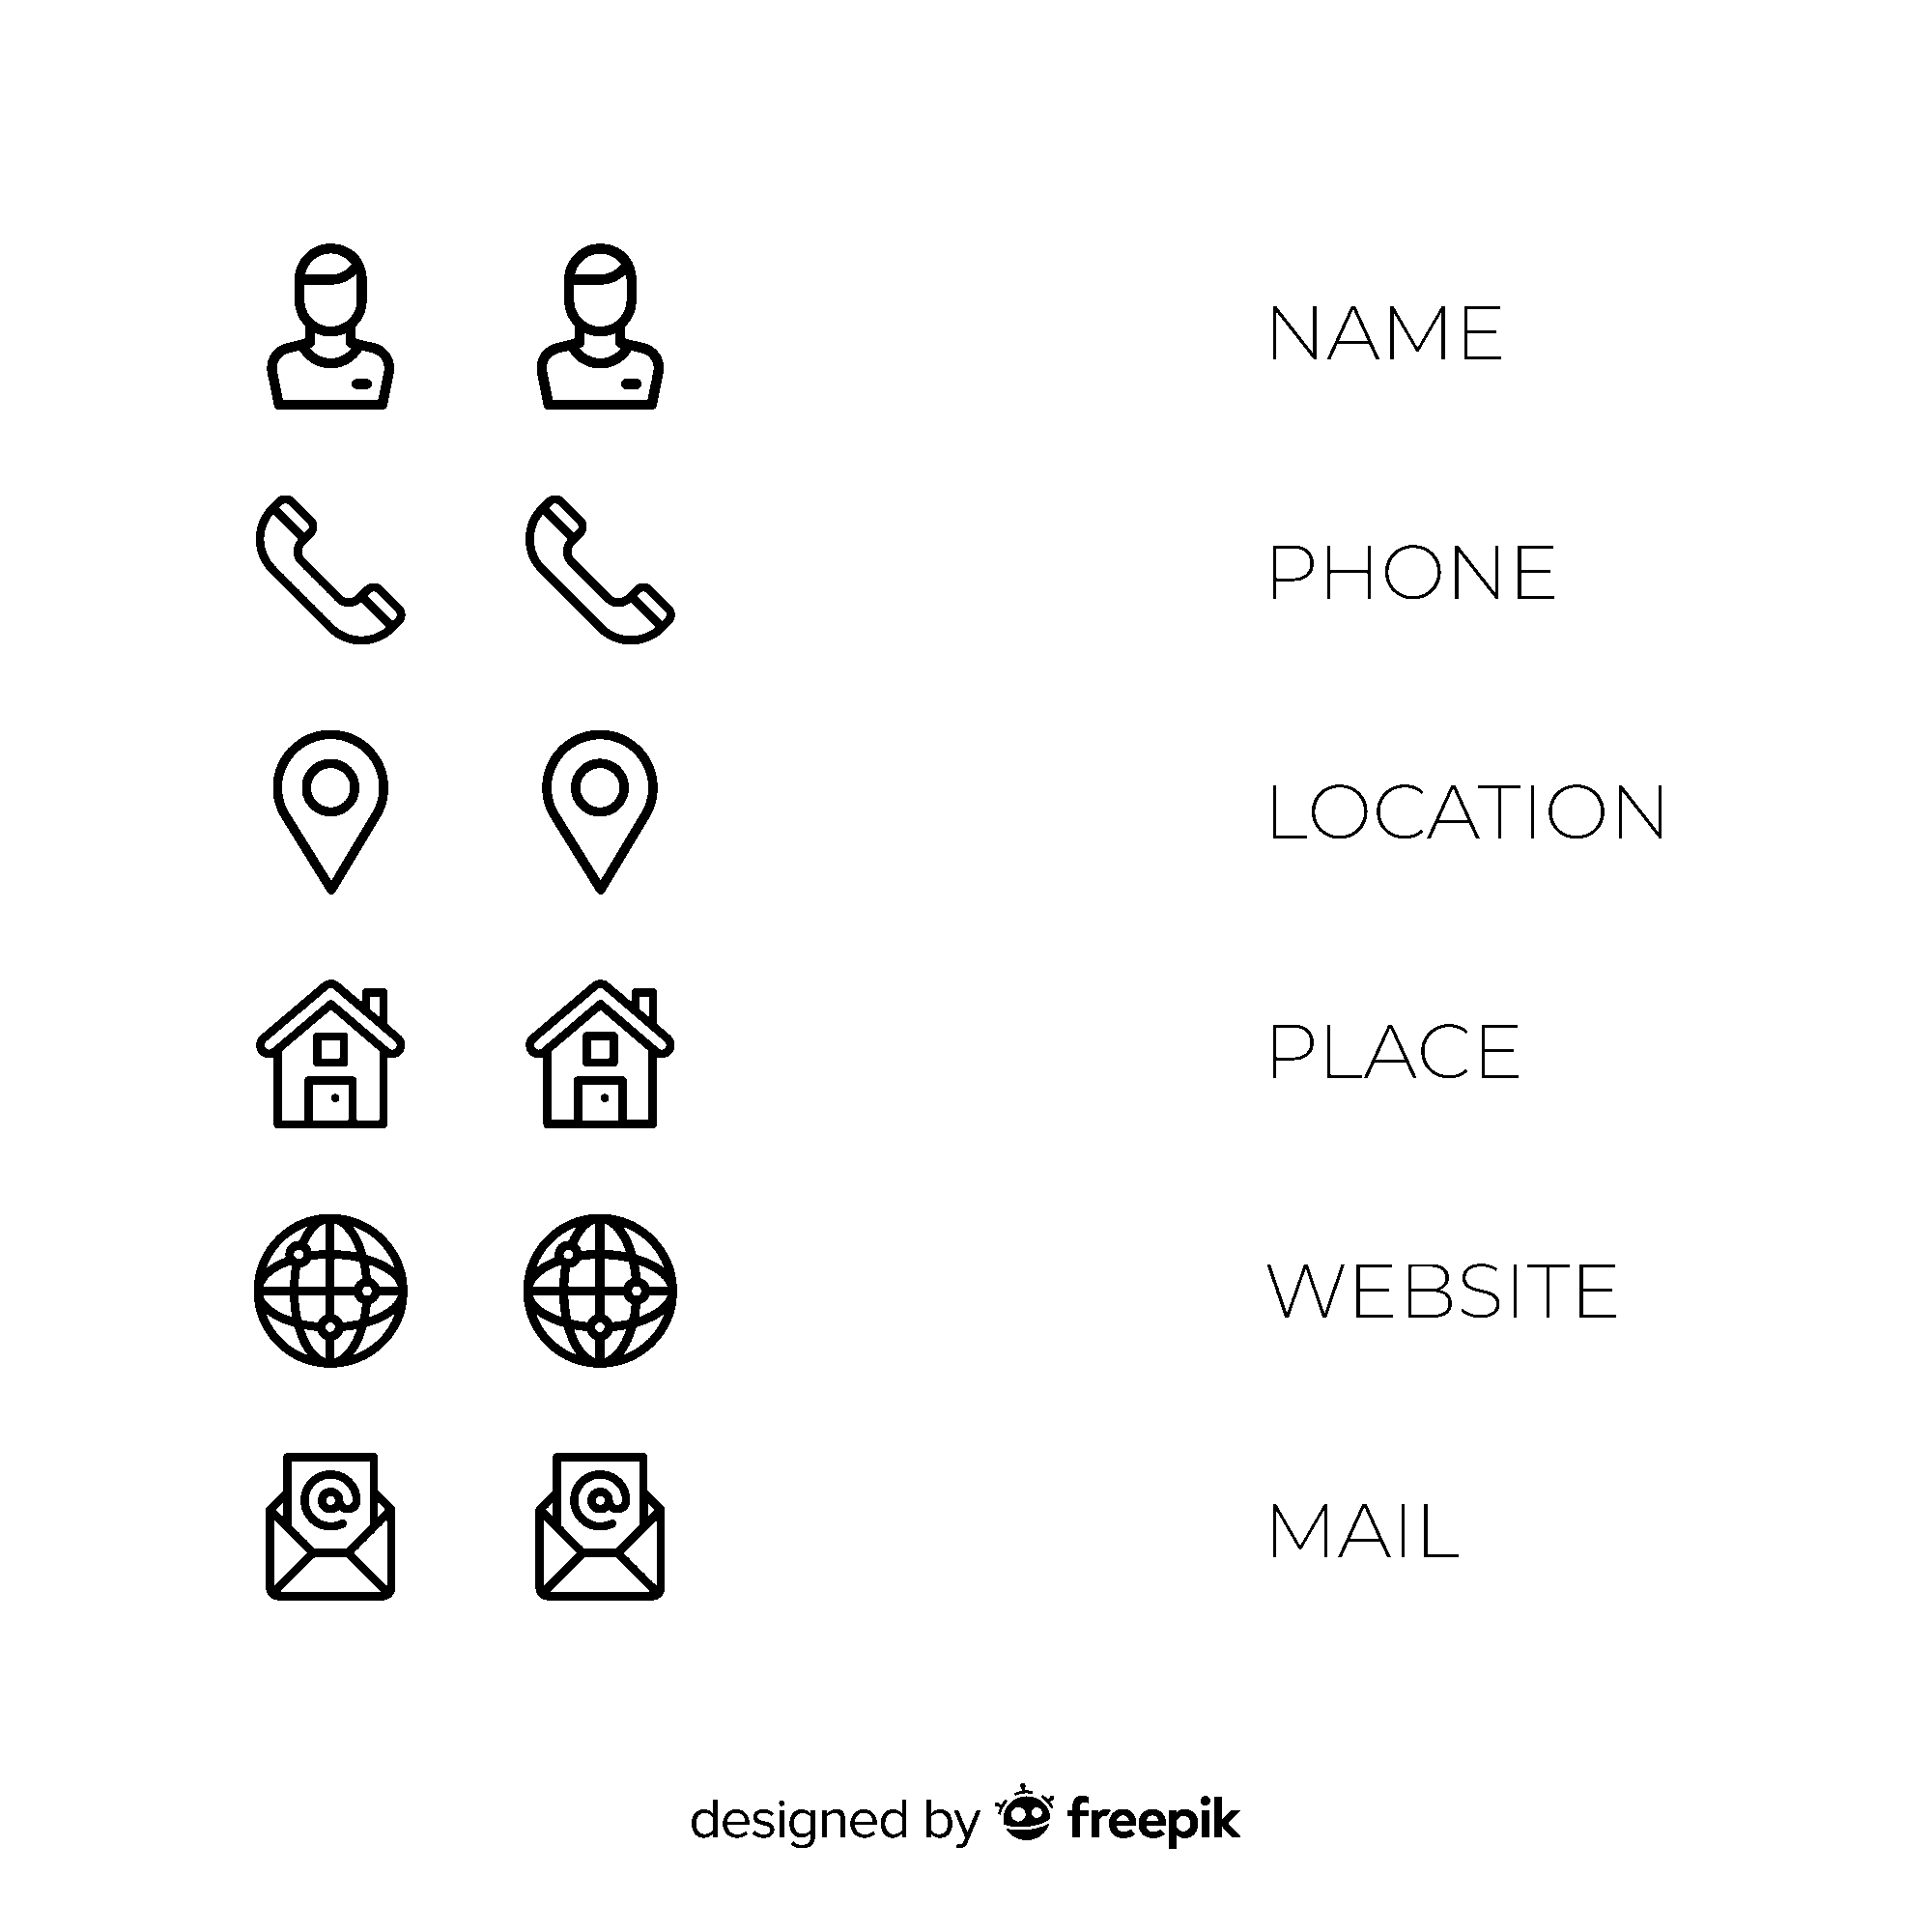 NAME
PHONE
LOCATION
PLACE
WEBSITE
@
MAIL
designed by freepik